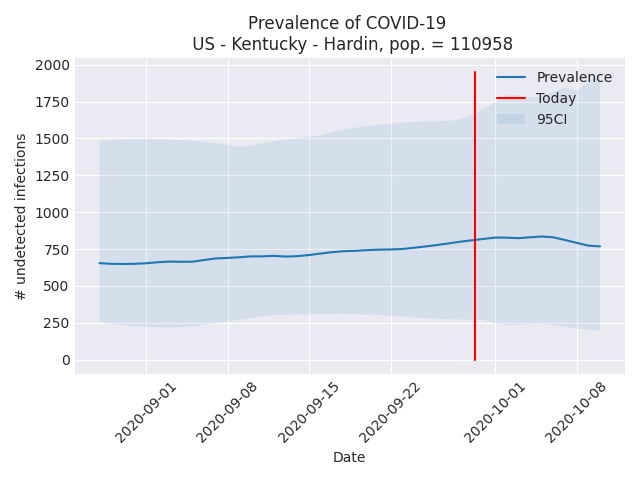 Prevalence of COVID-19
US - Kentucky - Hardin, pop. = 110958
# undetected infections
2000
1750
1500
1250
1000
750
500
250
0
Prevalence
Today
95CI
2020-09-01
2020-09-08
2020-09-15
2020-09-22
2020-10-01
2020-10-08
Date